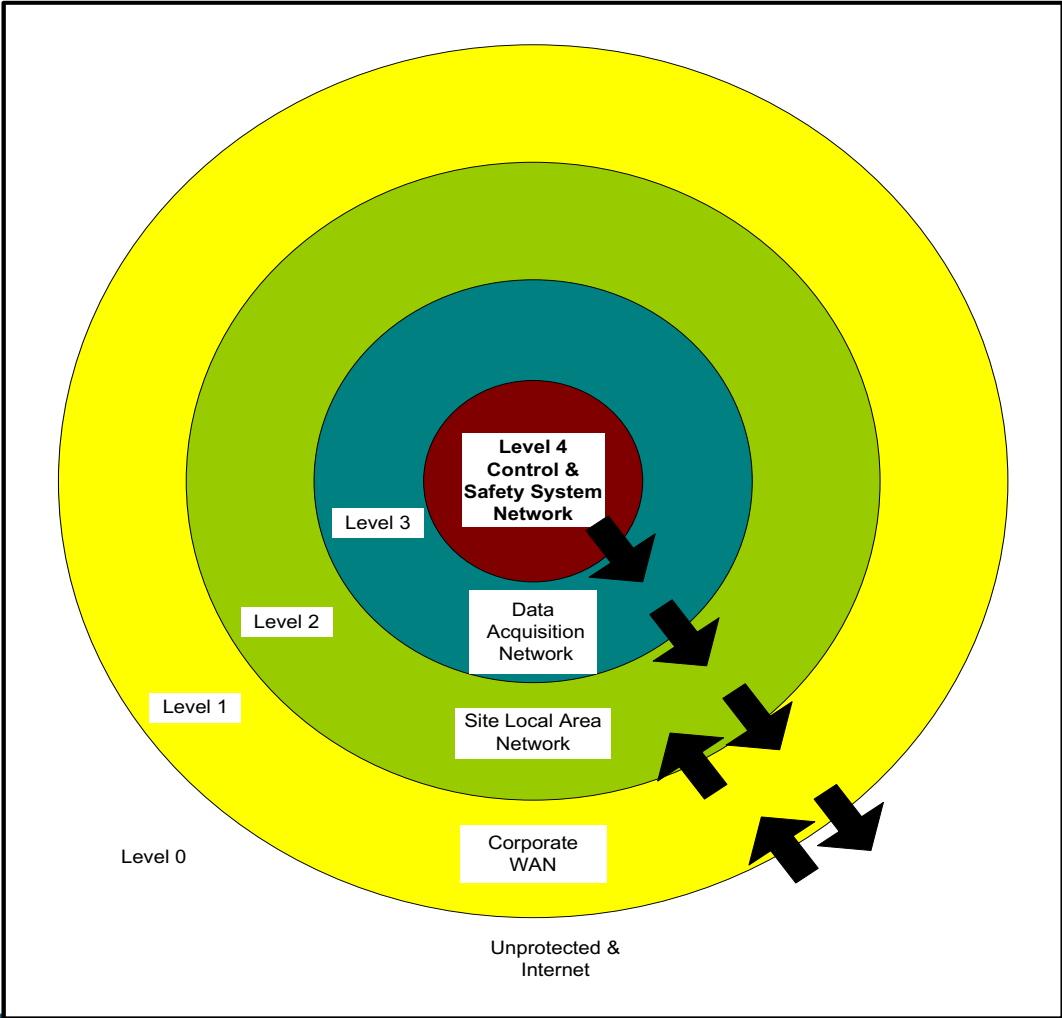 Level 4
Control &
Safety System
Network
Level 3
Data
Acquisition
Network
Level 2
Site Local Area
Network
Level 1
Corporate
WAN
Level 0
Unprotected &
Internet